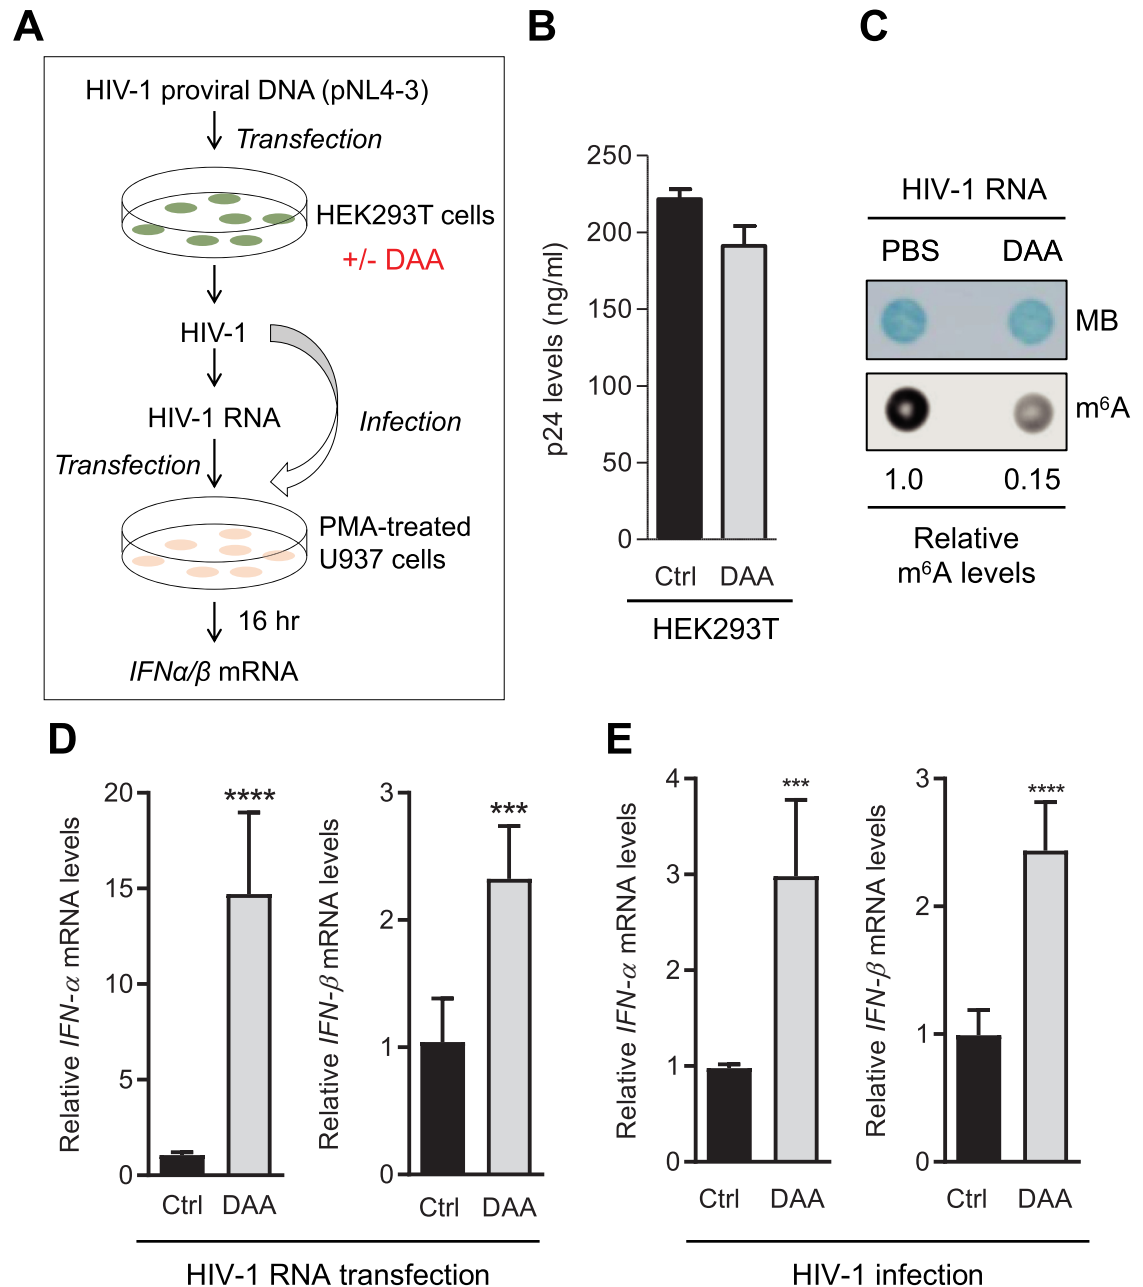 A
HIV-1 proviral DNA (pNL4-3)
Transfection
HEK293T cells
+/- DAA
HIV-1
HIV-1 RNA
Infection
Transfection
PMA-treated
U937 cells
16 hr
IFNα/β mRNA
B
p24 levels (ng/ml)
250
200
150
100
50
0
Ctrl DAA
HEK293T
C
HIV-1 RNA
PBS DAA
MB
m⁶A
1.0 0.15
Relative
m⁶A levels
D
Relative IFN-α mRNA levels
20
15
10
5
0
****
Ctrl DAA
Relative IFN-β mRNA levels
3
2
1
0
***
Ctrl DAA
HIV-1 RNA transfection
E
Relative IFN-α mRNA levels
4
3
2
1
0
***
Ctrl DAA
Relative IFN-β mRNA levels
3
2
1
0
****
Ctrl DAA
HIV-1 infection